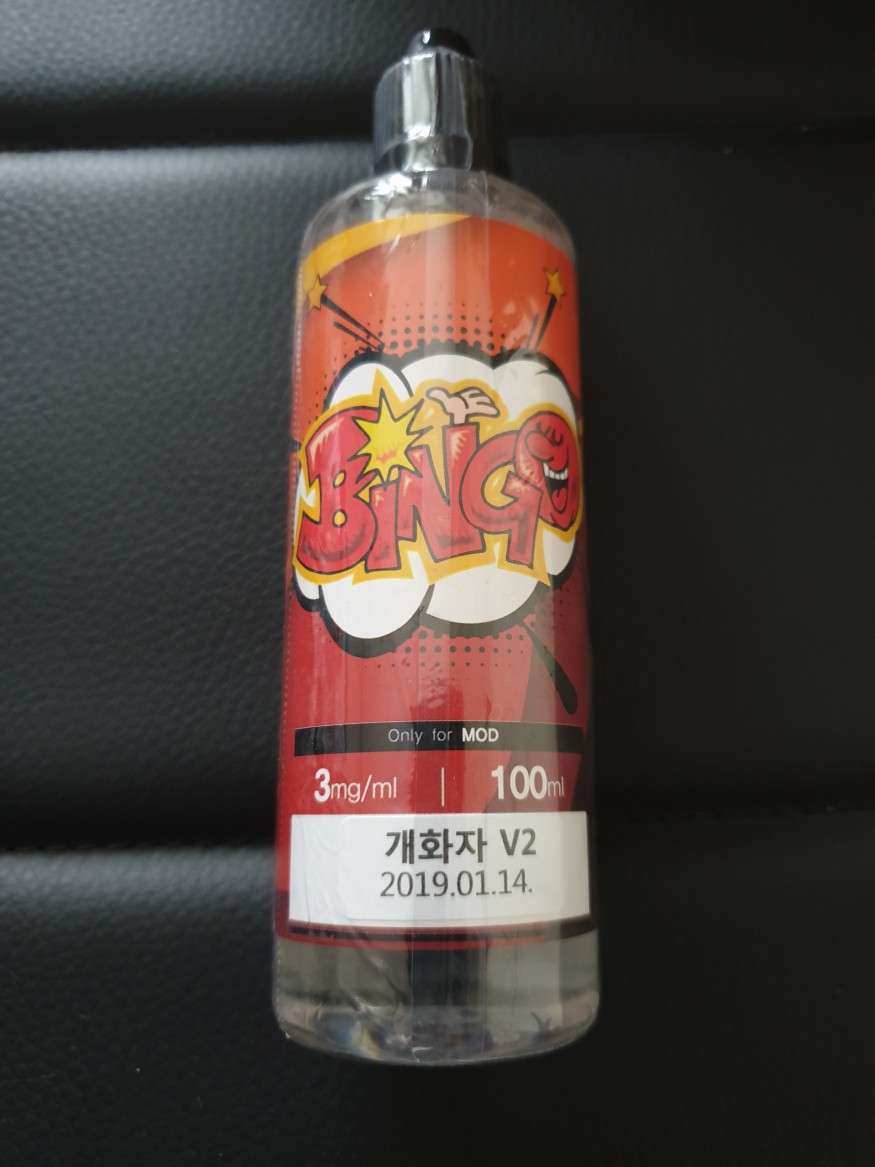 BiNGO
Only for MOD
3mg/ml | 100ml
개화자 V2
2019.01.14.